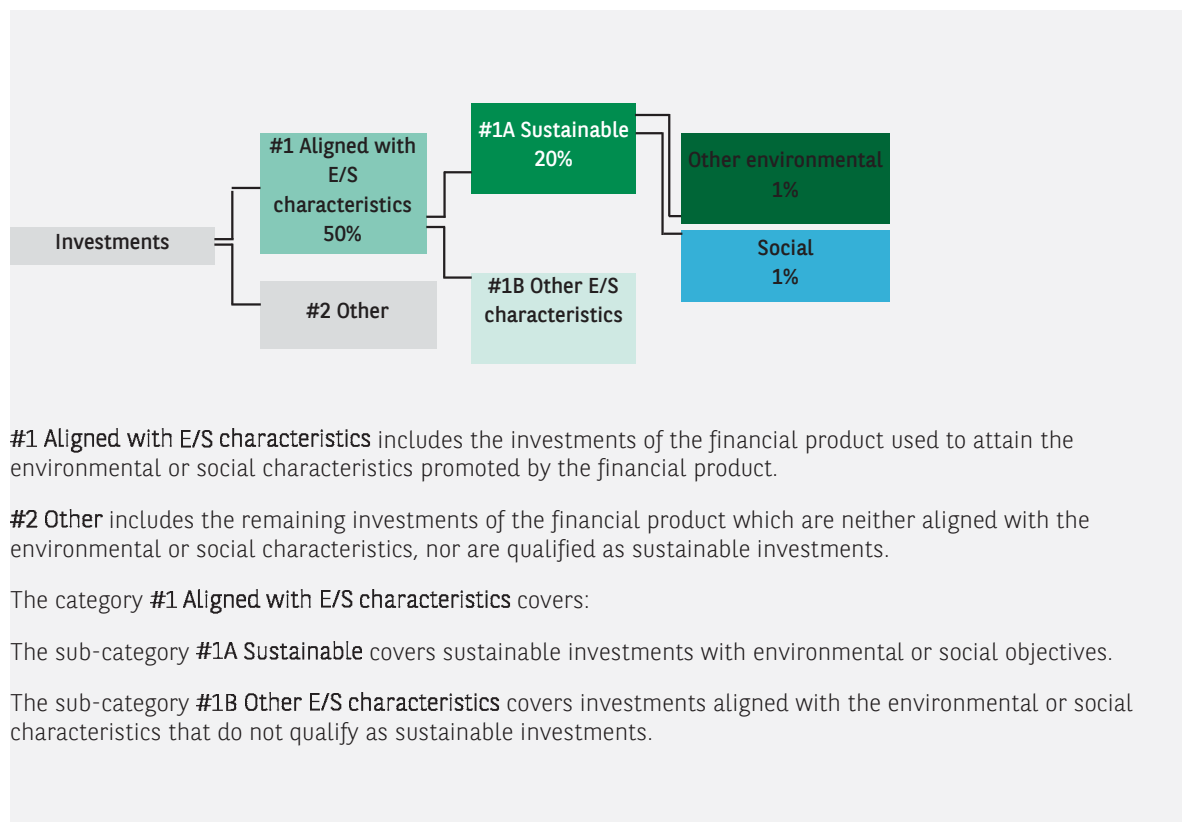 #1A Sustainable
20%
#1 Aligned with
E/S
characteristics
50%
Other environmental
1%
Investments
Social
1%
#2 Other
#1B Other E/S
characteristics
#1 Aligned with E/S characteristics includes the investments of the financial product used to attain the
environmental or social characteristics promoted by the financial product.
#2 Other includes the remaining investments of the financial product which are neither aligned with the
environmental or social characteristics, nor are qualified as sustainable investments.
The category #1 Aligned with E/S characteristics covers:
The sub-category #1A Sustainable covers sustainable investments with environmental or social objectives.
The sub-category #1B Other E/S characteristics covers investments aligned with the environmental or social
characteristics that do not qualify as sustainable investments.